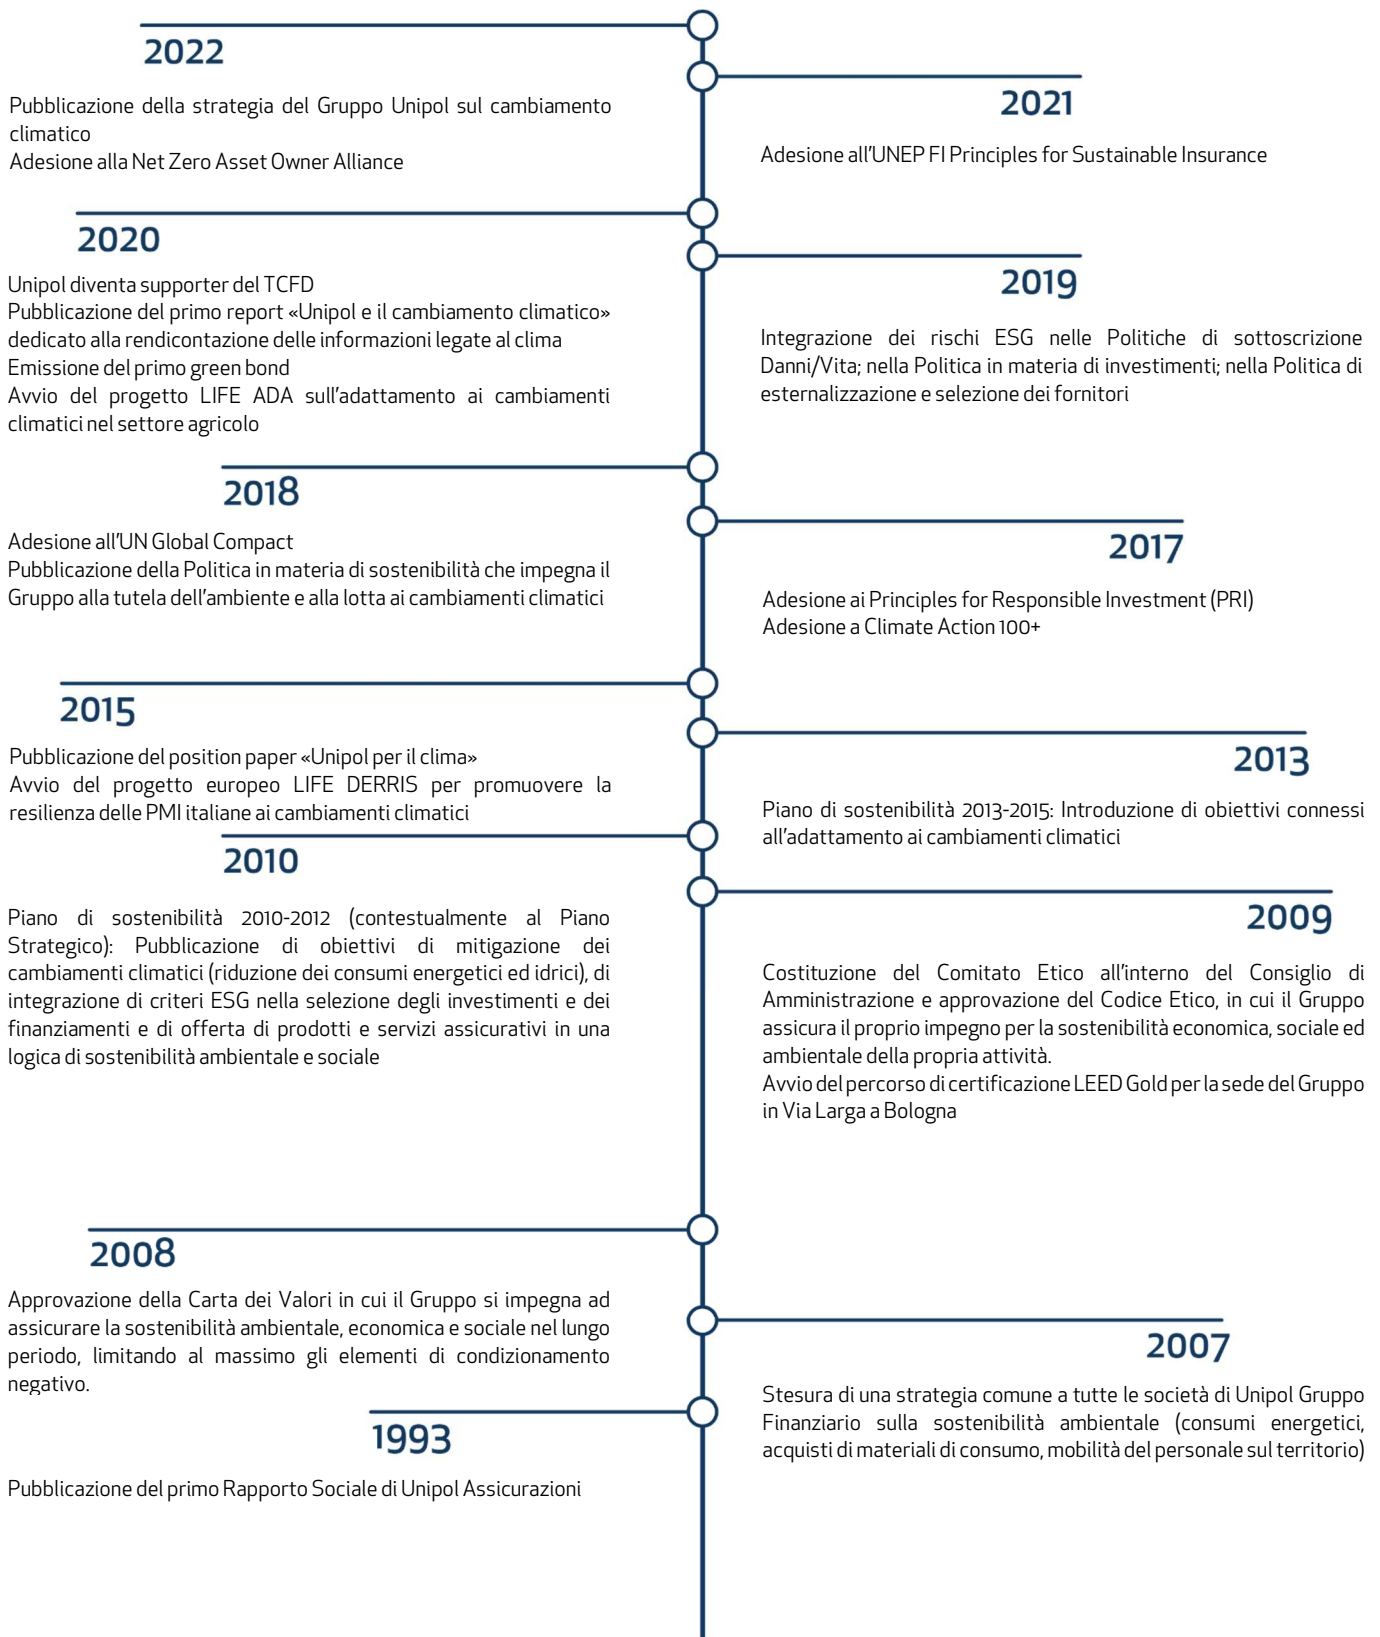 2022
Pubblicazione della strategia del Gruppo Unipol sul cambiamento
climatico
Adesione alla Net Zero Asset Owner Alliance
2021
Adesione all'UNEP FI Principles for Sustainable Insurance
2020
Unipol diventa supporter del TCFD
Pubblicazione del primo report «Unipol e il cambiamento climatico»
dedicato alla rendicontazione delle informazioni legate al clima
Emissione del primo green bond
Avvio del progetto LIFE ADA sull'adattamento ai cambiamenti
climatici nel settore agricolo
2019
Integrazione dei rischi ESG nelle Politiche di sottoscrizione
Danni/Vita; nella Politica in materia di investimenti; nella Politica di
esternalizzazione e selezione dei fornitori
2018
Adesione all'UN Global Compact
Pubblicazione della Politica in materia di sostenibilità che impegna il
Gruppo alla tutela dell'ambiente e alla lotta ai cambiamenti climatici
2017
Adesione ai Principles for Responsible Investment (PRI)
Adesione a Climate Action 100+
2015
Pubblicazione del position paper «Unipol per il clima»
Avvio del progetto europeo LIFE DERRIS per promuovere la
resilienza delle PMI italiane ai cambiamenti climatici
2013
Piano di sostenibilità 2013-2015: Introduzione di obiettivi connessi
all'adattamento ai cambiamenti climatici
2010
Piano di sostenibilità 2010-2012 (contestualmente al Piano
Strategico): Pubblicazione di obiettivi di mitigazione dei
cambiamenti climatici (riduzione dei consumi energetici ed idrici), di
integrazione di criteri ESG nella selezione degli investimenti e dei
finanziamenti e di offerta di prodotti e servizi assicurativi in una
logica di sostenibilità ambientale e sociale
2009
Costituzione del Comitato Etico all'interno del Consiglio di
Amministrazione e approvazione del Codice Etico, in cui il Gruppo
assicura il proprio impegno per la sostenibilità economica, sociale ed
ambientale della propria attività.
Avvio del percorso di certificazione LEED Gold per la sede del Gruppo
in Via Larga a Bologna
2008
Approvazione della Carta dei Valori in cui il Gruppo si impegna ad
assicurare la sostenibilità ambientale, economica e sociale nel lungo
periodo, limitando al massimo gli elementi di condizionamento
negativo.
2007
Stesura di una strategia comune a tutte le società di Unipol Gruppo
Finanziario sulla sostenibilità ambientale (consumi energetici,
acquisti di materiali di consumo, mobilità del personale sul territorio)
1993
Pubblicazione del primo Rapporto Sociale di Unipol Assicurazioni